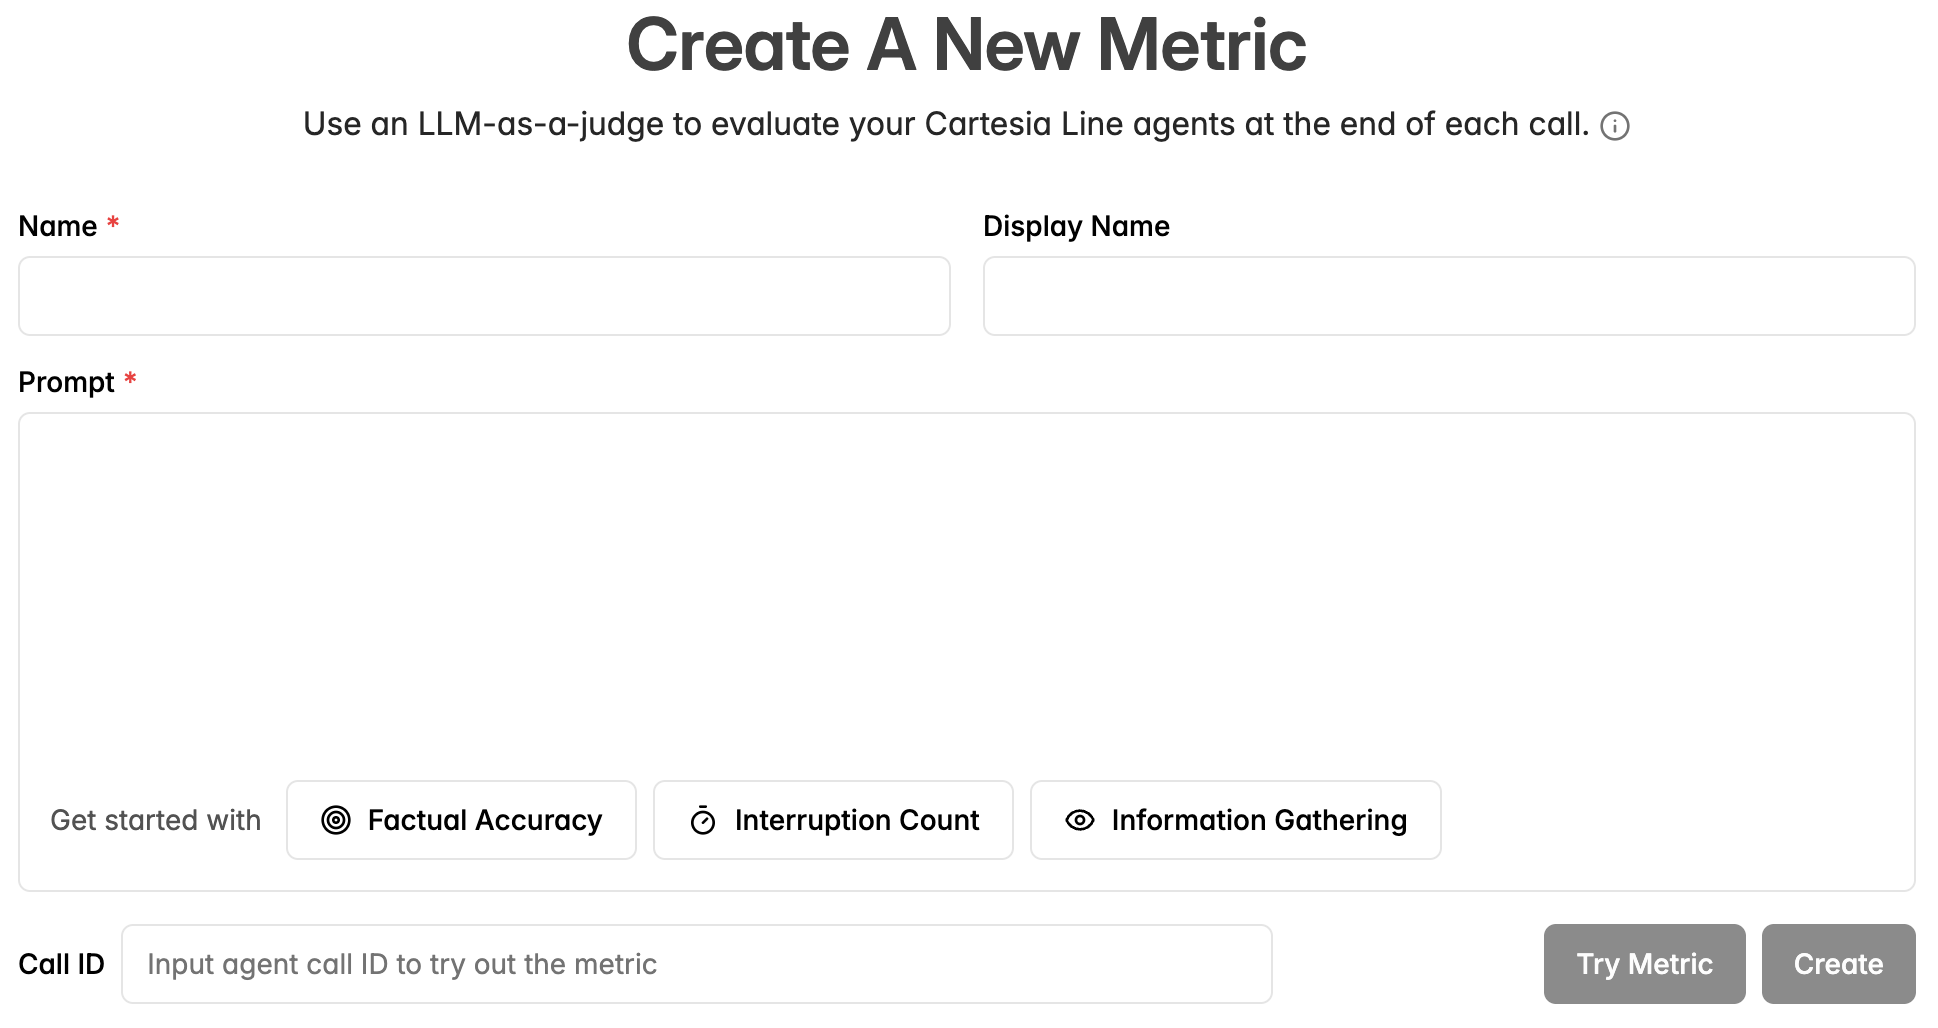 Create A New Metric
Use an LLM-as-a-judge to evaluate your Cartesia Line agents at the end of each call.
Name *
Display Name
Prompt *
Get started with
Factual Accuracy
Interruption Count
Information Gathering
Call ID
Input agent call ID to try out the metric
Try Metric
Create